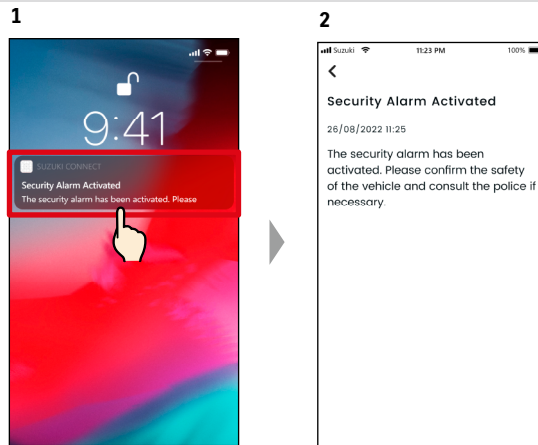 1
2
9:41
SUZUKI CONNECT
Security Alarm Activated
The security alarm has been activated. Please
Suzuki 11:23 PM 100%
Security Alarm Activated
26/08/2022 11:25
The security alarm has been
activated. Please confirm the safety
of the vehicle and consult the police if
necessary.